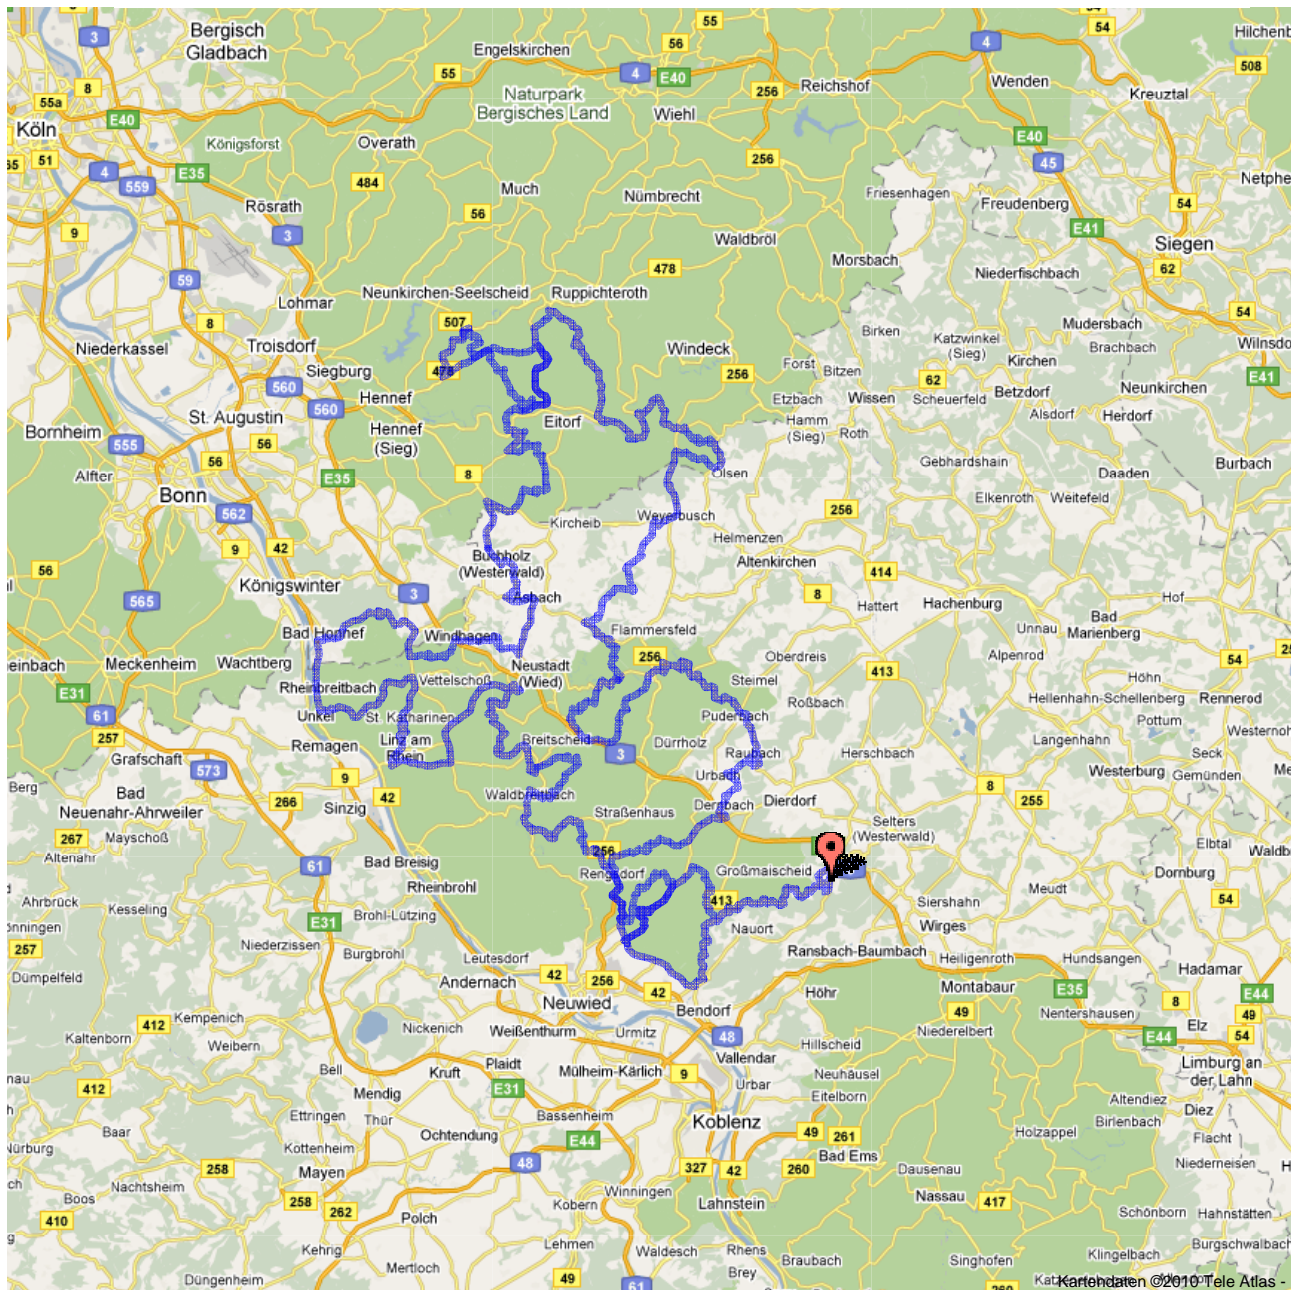 Bergisch
Gladbach
Engelskirchen
Hilchenb
Reichshof
Wenden
Kreuztal
Naturpark
Bergisches Land
Wiehl
Köln
Königsforst
Overath
Much
Nümbrecht
Friesenhagen
Freudenberg
Netphe
Rösrath
Waldbröl
Siegen
Morsbach
Niederfischbach
Lohmar
Neunkirchen-Seelscheid
Ruppichteroth
Mudersbach
Birken
Katzwinkel
(Sieg)
Brachbach
Wilnsdo
Niederkassel
Troisdorf
Windeck
Kirchen
Siegburg
Forst
Bitzen
Neunkirchen
Betzdorf
Scheuerfeld
Hennef
Etzbach
Wissen
Alsdorf
Herdorf
St. Augustin
Eitorf
Hamm
(Sieg)
Roth
Hennef
(Sieg)
Bornheim
Gebhardshain
Burbach
Alfter
Olsen
Daaden
Bonn
Elkenroth
Weitefeld
Kircheib
Weyerbusch
Helmenzen
Altenkirchen
Buchholz
(Westerwald)
Königswinter
Asbach
Hof
Hattert
Hachenburg
Bad
Marienberg
Bad Honnef
Windhagen
Flammersfeld
Unnau
einbach
Meckenheim
Wachtberg
Neustadt
(Wied)
Oberdreis
Alpenrod
Höhn
Rheinbreitbach
Vettelschoß
Steimel
Roßbach
Hellenhahn-Schellenberg
Rennerod
Unkel
St. Katharinen
Puderbach
Pottum
Linz am
Rhein
Breitscheid
Dürrholz
Langenhahn
Westernoh
Remagen
Raubach
Herschbach
Seck
Grafschaft
Urbach
Westerburg
Gemünden
Me
Berg
Bad
Neuenahr-Ahrweiler
Waldbreitbach
Dernbach
Dierdorf
Sinzig
Straßenhaus
Selters
(Westerwald)
Mayschoß
Elbtal
Waldb
Altenahr
Bad Breisig
Rengsdorf
Großmaischeid
Dornburg
Rheinbrohl
Meudt
Ahrbrück
Kesseling
Brohl-Lützing
Siershahn
önningen
Nauort
Wirges
Niederzissen
Burgbrohl
Ransbach-Baumbach
Heiligenroth
Hundsangen
Leutesdorf
Hadamar
Dümpelfeld
Andernach
Montabaur
Neuwied
Höhr
Nentershausen
Bendorf
Kempenich
Nickenich
Weißenthurm
Urmitz
Niederelbert
Elz
Kaltenborn
Weibern
Hillscheid
Vallendar
Limburg an
der Lahn
Bell
Plaidt
Kruft
Mülheim-Kärlich
Neuhäusel
nau
Mendig
Urbar
Eitelborn
Altendiez
Ettringen
Thür
Bassenheim
Koblenz
Diez
Birlenbach
Baar
Ochtendung
Holzappel
Flacht
Nürburg
Kottenheim
Bad Ems
Niederneisen
Mayen
Dausenau
Nachtsheim
Boos
Winningen
Nassau
Kobern
Lahnstein
Schönborn
Hahnstätten
Polch
Kehrig
Lehmen
Waldesch
Rhens
Braubach
Klingelbach
Burgschwalbach
Mertloch
Singhofen
Brey
Düngenheim
Kartendaten ©2010 Tele Atlas -